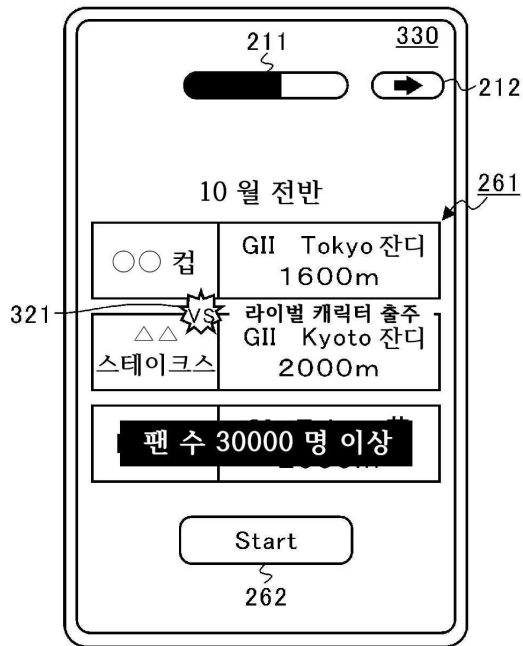 330
211
212
10 월 전반
261
○○ 컵
GII Tokyo 잔디
1600m
321
VS
라이벌 캐릭터 출주
△△
스테이크스
GII Kyoto 잔디
2000m
팬 수 30000 명 이상
Start
262